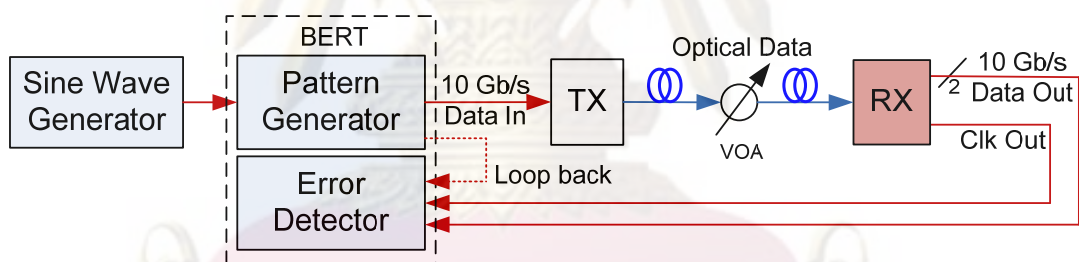 BERT
Sine Wave
Generator
Pattern
Generator
10 Gb/s
Data In
TX
Optical Data
VOA
RX
2
10 Gb/s
Data Out
Clk Out
Loop back
Error
Detector